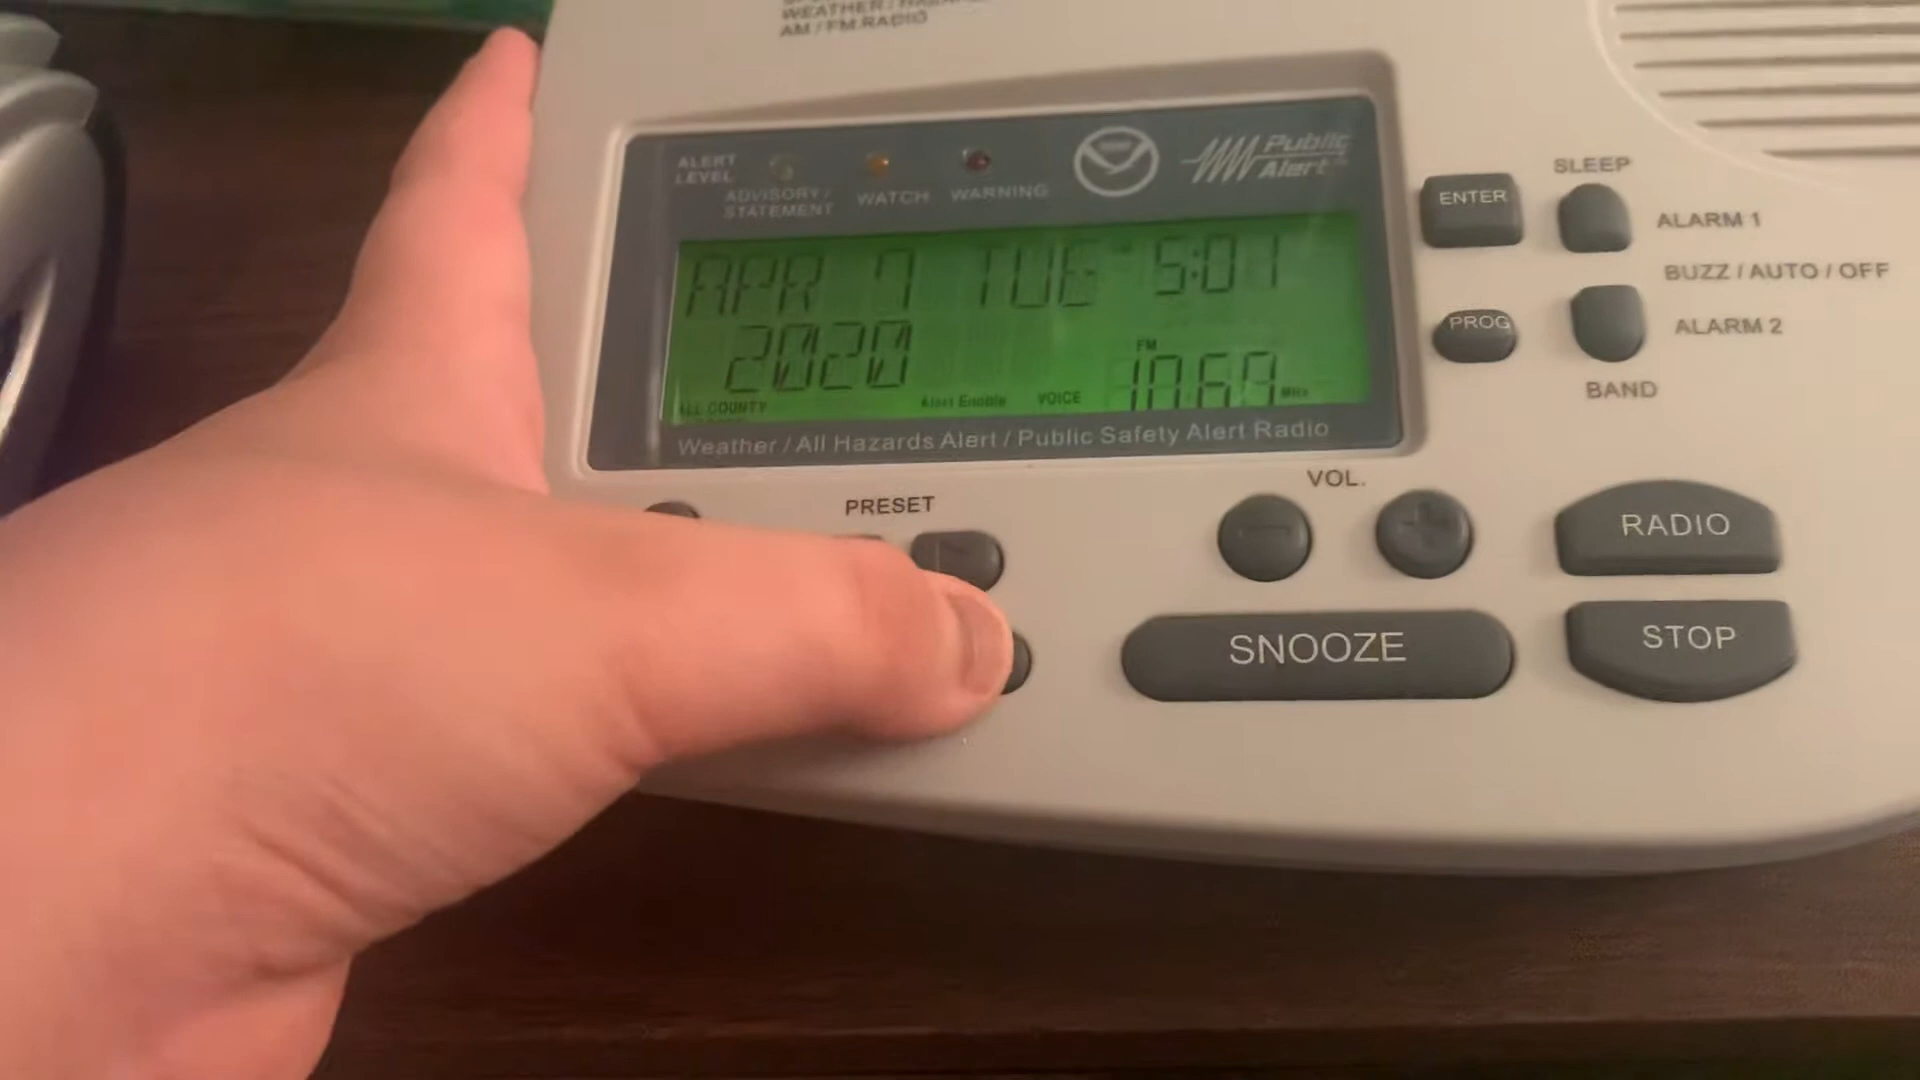 WEATHER /
AM / FM RADIO
ALERT LEVEL
ADVISORY / STATEMENT
WATCH
WARNING
Public Alert
APR 7 TUE 5:01
2020
FM
106.9 MHz
ALL COUNTY
Alert Enable
VOICE
Weather / All Hazards Alert / Public Safety Alert Radio
ENTER
SLEEP
ALARM 1
BUZZ / AUTO / OFF
PROG
ALARM 2
BAND
PRESET
VOL.
RADIO
SNOOZE
STOP